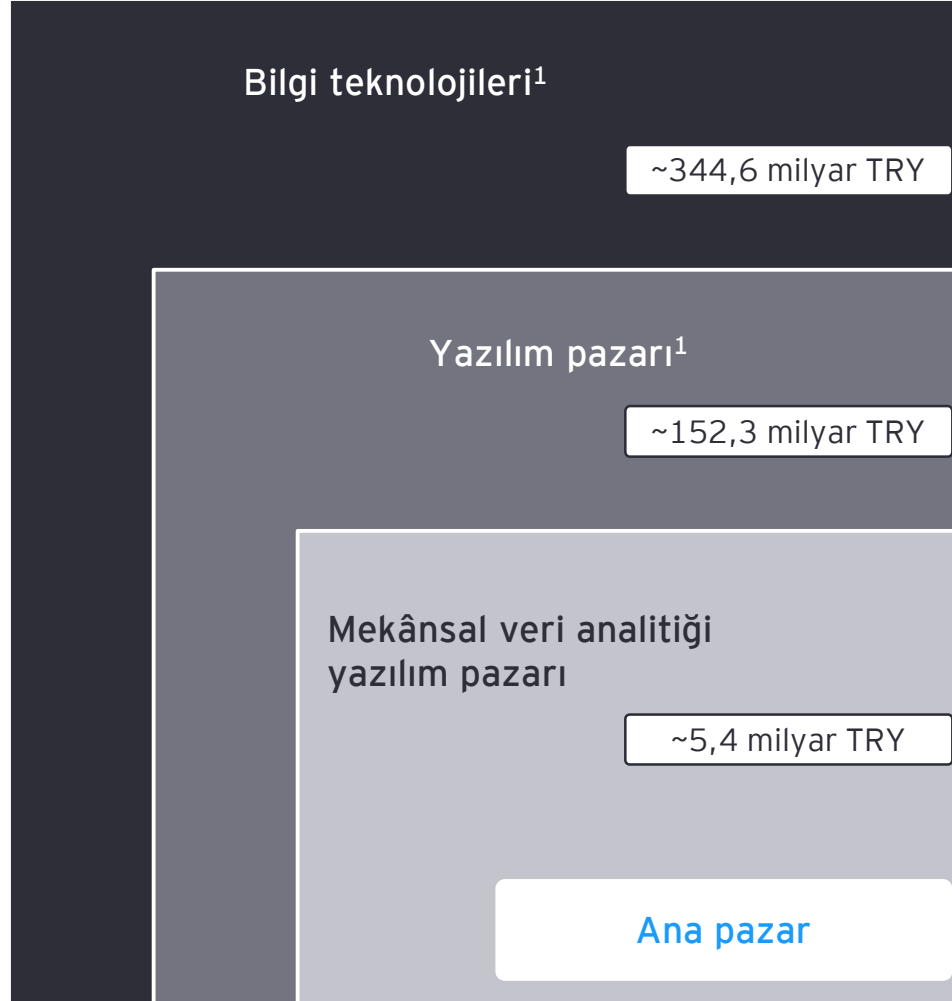 Bilgi teknolojileri¹
~344,6 milyar TRY
Yazılım pazarı¹
~152,3 milyar TRY
Mekânsal veri analitiği
yazılım pazarı
~5,4 milyar TRY
Ana pazar